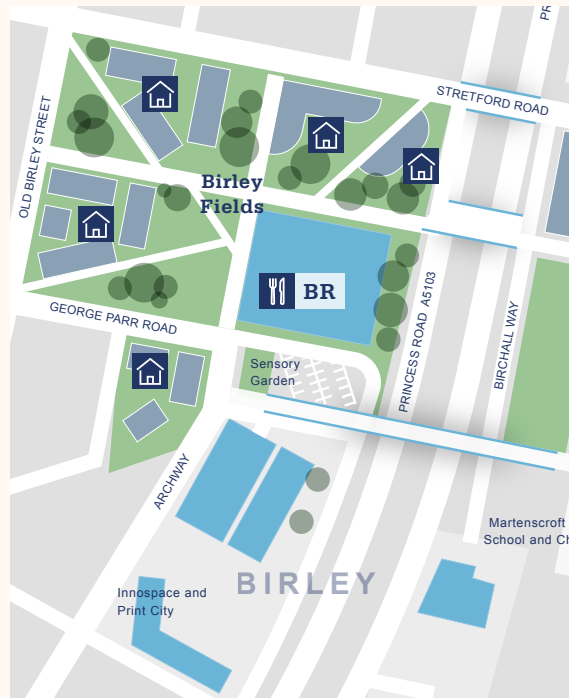 PR
STRETFORD ROAD
OLD BIRLEY STREET
Birley
Fields
BR
PRINCESS ROAD A5103
BIRCHALL WAY
GEORGE PARR ROAD
Sensory
Garden
ARCHWAY
Martenscroft
School and Ch
BIRLEY
Innospace and
Print City